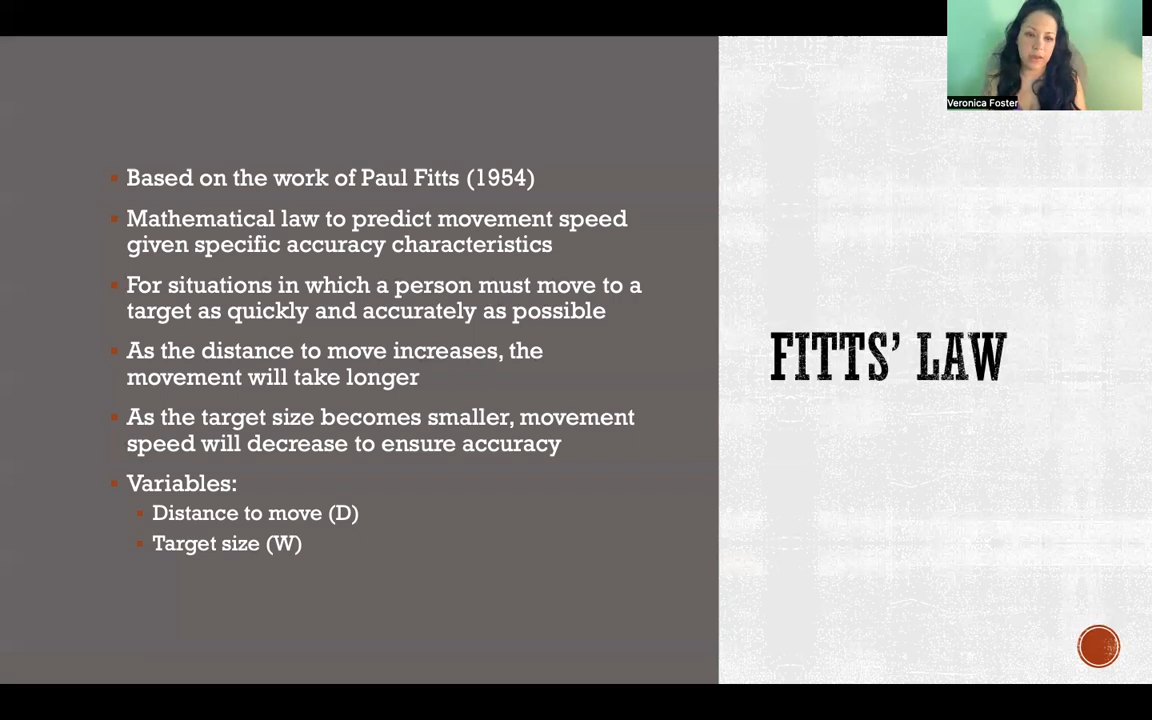 Veronica Foster
Based on the work of Paul Fitts (1954)
Mathematical law to predict movement speed
given specific accuracy characteristics
For situations in which a person must move to a
target as quickly and accurately as possible
As the distance to move increases, the
movement will take longer
As the target size becomes smaller, movement
speed will decrease to ensure accuracy
Variables:
Distance to move (D)
Target size (W)
FITTS’ LAW